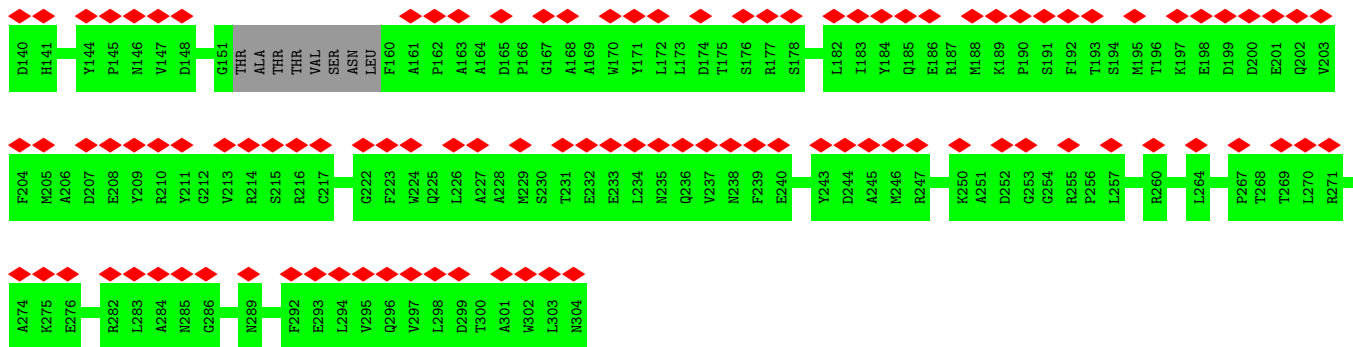 D140 H141 Y144 P145 N146 V147 D148 G151 THR ALA THR THR VAL SER ASN LEU F160 A161 P162 A163 A164 D165 P166 G167 A168 A169 W170 Y171 L172 L173 D174 T175 S176 R177 S178 L182 I183 Y184 Q185 E186 R187 M188 K189 P190 S191 F192 T193 S194 M195 T196 K197 E198 D199 D200 E201 Q202 V203
F204 M205 A206 D207 E208 Y209 R210 Y211 G212 V213 R214 S215 R216 C217 G222 F223 W224 Q225 L226 A227 A228 M229 S230 T231 E232 E233 L234 N235 Q236 V237 N238 F239 E240 Y243 D244 A245 M246 R247 K250 A251 D252 G253 G254 R255 P256 L257 R260 L264 P267 T268 T269 L270 R271
A274 K275 E276 R282 L283 A284 N285 G286 N289 F292 E293 L294 V295 Q296 V297 L298 D299 T300 A301 W302 L303 N304